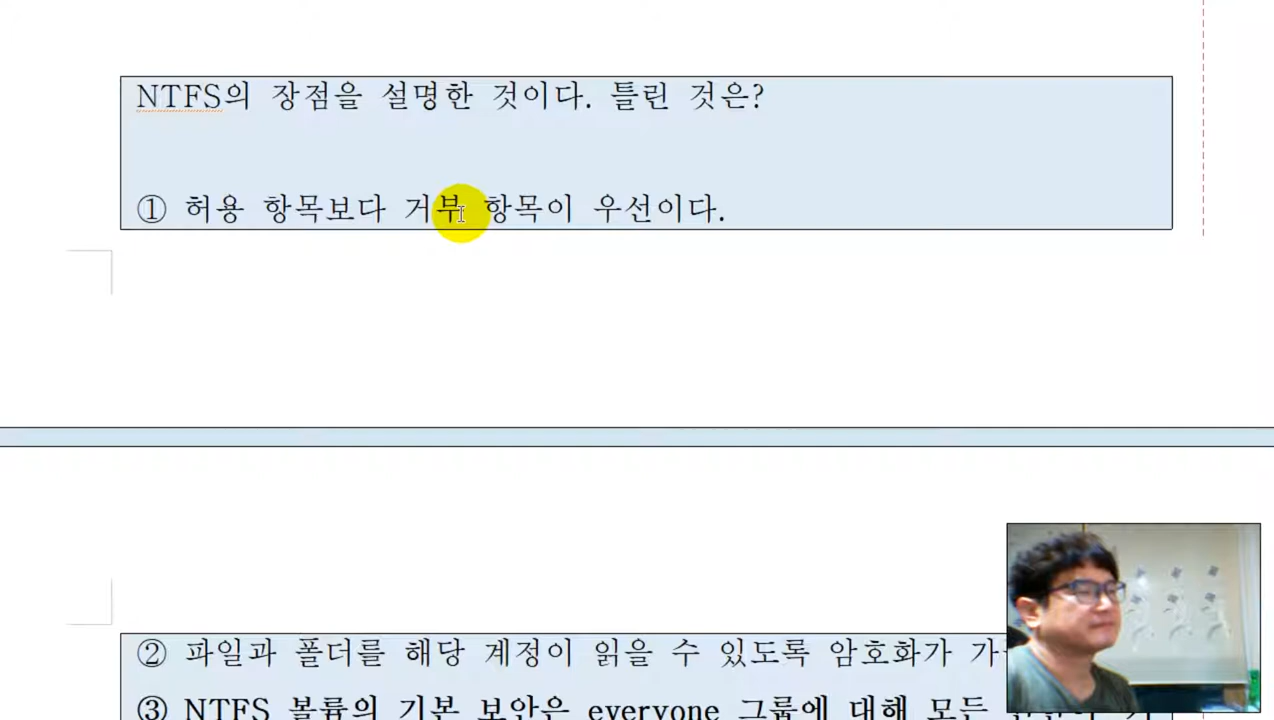 NTFS의 장점을 설명한 것이다. 틀린 것은?
① 허용 항목보다 거부 항목이 우선이다.
② 파일과 폴더를 해당 계정이 읽을 수 있도록 암호화가
③ NTFS 볼륨의 기본 보안은 everyone 그룹에 대해 모든